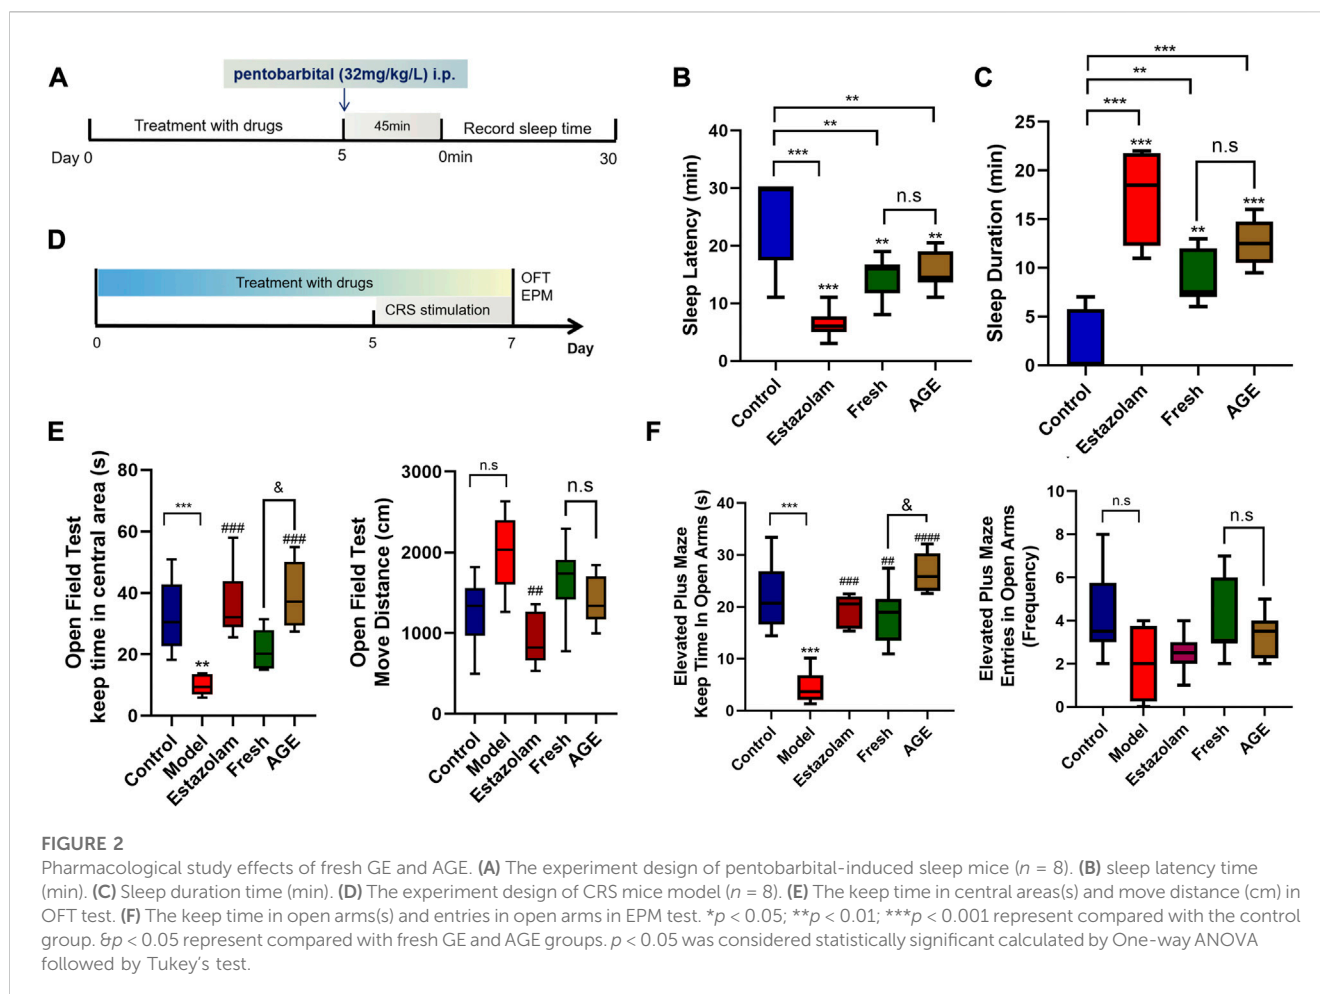 A
pentobarbital (32mg/kg/L) i.p.
Treatment with drugs
45min
Record sleep time
Day 0
5
0min
30
B
Sleep Latency (min)
40
30
20
10
0
**
**
***
n.s
***
**
**
Control
Estazolam
Fresh
AGE
C
Sleep Duration (min)
25
20
15
10
5
0
***
**
***
n.s
***
**
***
Control
Estazolam
Fresh
AGE
D
Treatment with drugs
OFT
EPM
CRS stimulation
0
5
7
Day
E
Open Field Test
keep time in central area (s)
80
60
40
20
0
***
&
###
###
**
Control
Model
Estazolam
Fresh
AGE
Open Field Test
Move Distance (cm)
3000
2000
1000
0
n.s
n.s
##
Control
Model
Estazolam
Fresh
AGE
F
Elevated Plus Maze
Keep Time In Open Arms (s)
40
30
20
10
0
***
&
####
##
###
***
Control
Model
Estazolam
Fresh
AGE
Elevated Plus Maze
Entries in Open Arms
(Frequency)
10
8
6
4
2
0
n.s
n.s
Control
Model
Estazolam
Fresh
AGE
FIGURE 2
Pharmacological study effects of fresh GE and AGE. (A) The experiment design of pentobarbital-induced sleep mice (n = 8). (B) sleep latency time
(min). (C) Sleep duration time (min). (D) The experiment design of CRS mice model (n = 8). (E) The keep time in central areas(s) and move distance (cm) in
OFT test. (F) The keep time in open arms(s) and entries in open arms in EPM test. *p < 0.05; **p < 0.01; ***p < 0.001 represent compared with the control
group. &p < 0.05 represent compared with fresh GE and AGE groups. p < 0.05 was considered statistically significant calculated by One-way ANOVA
followed by Tukey's test.